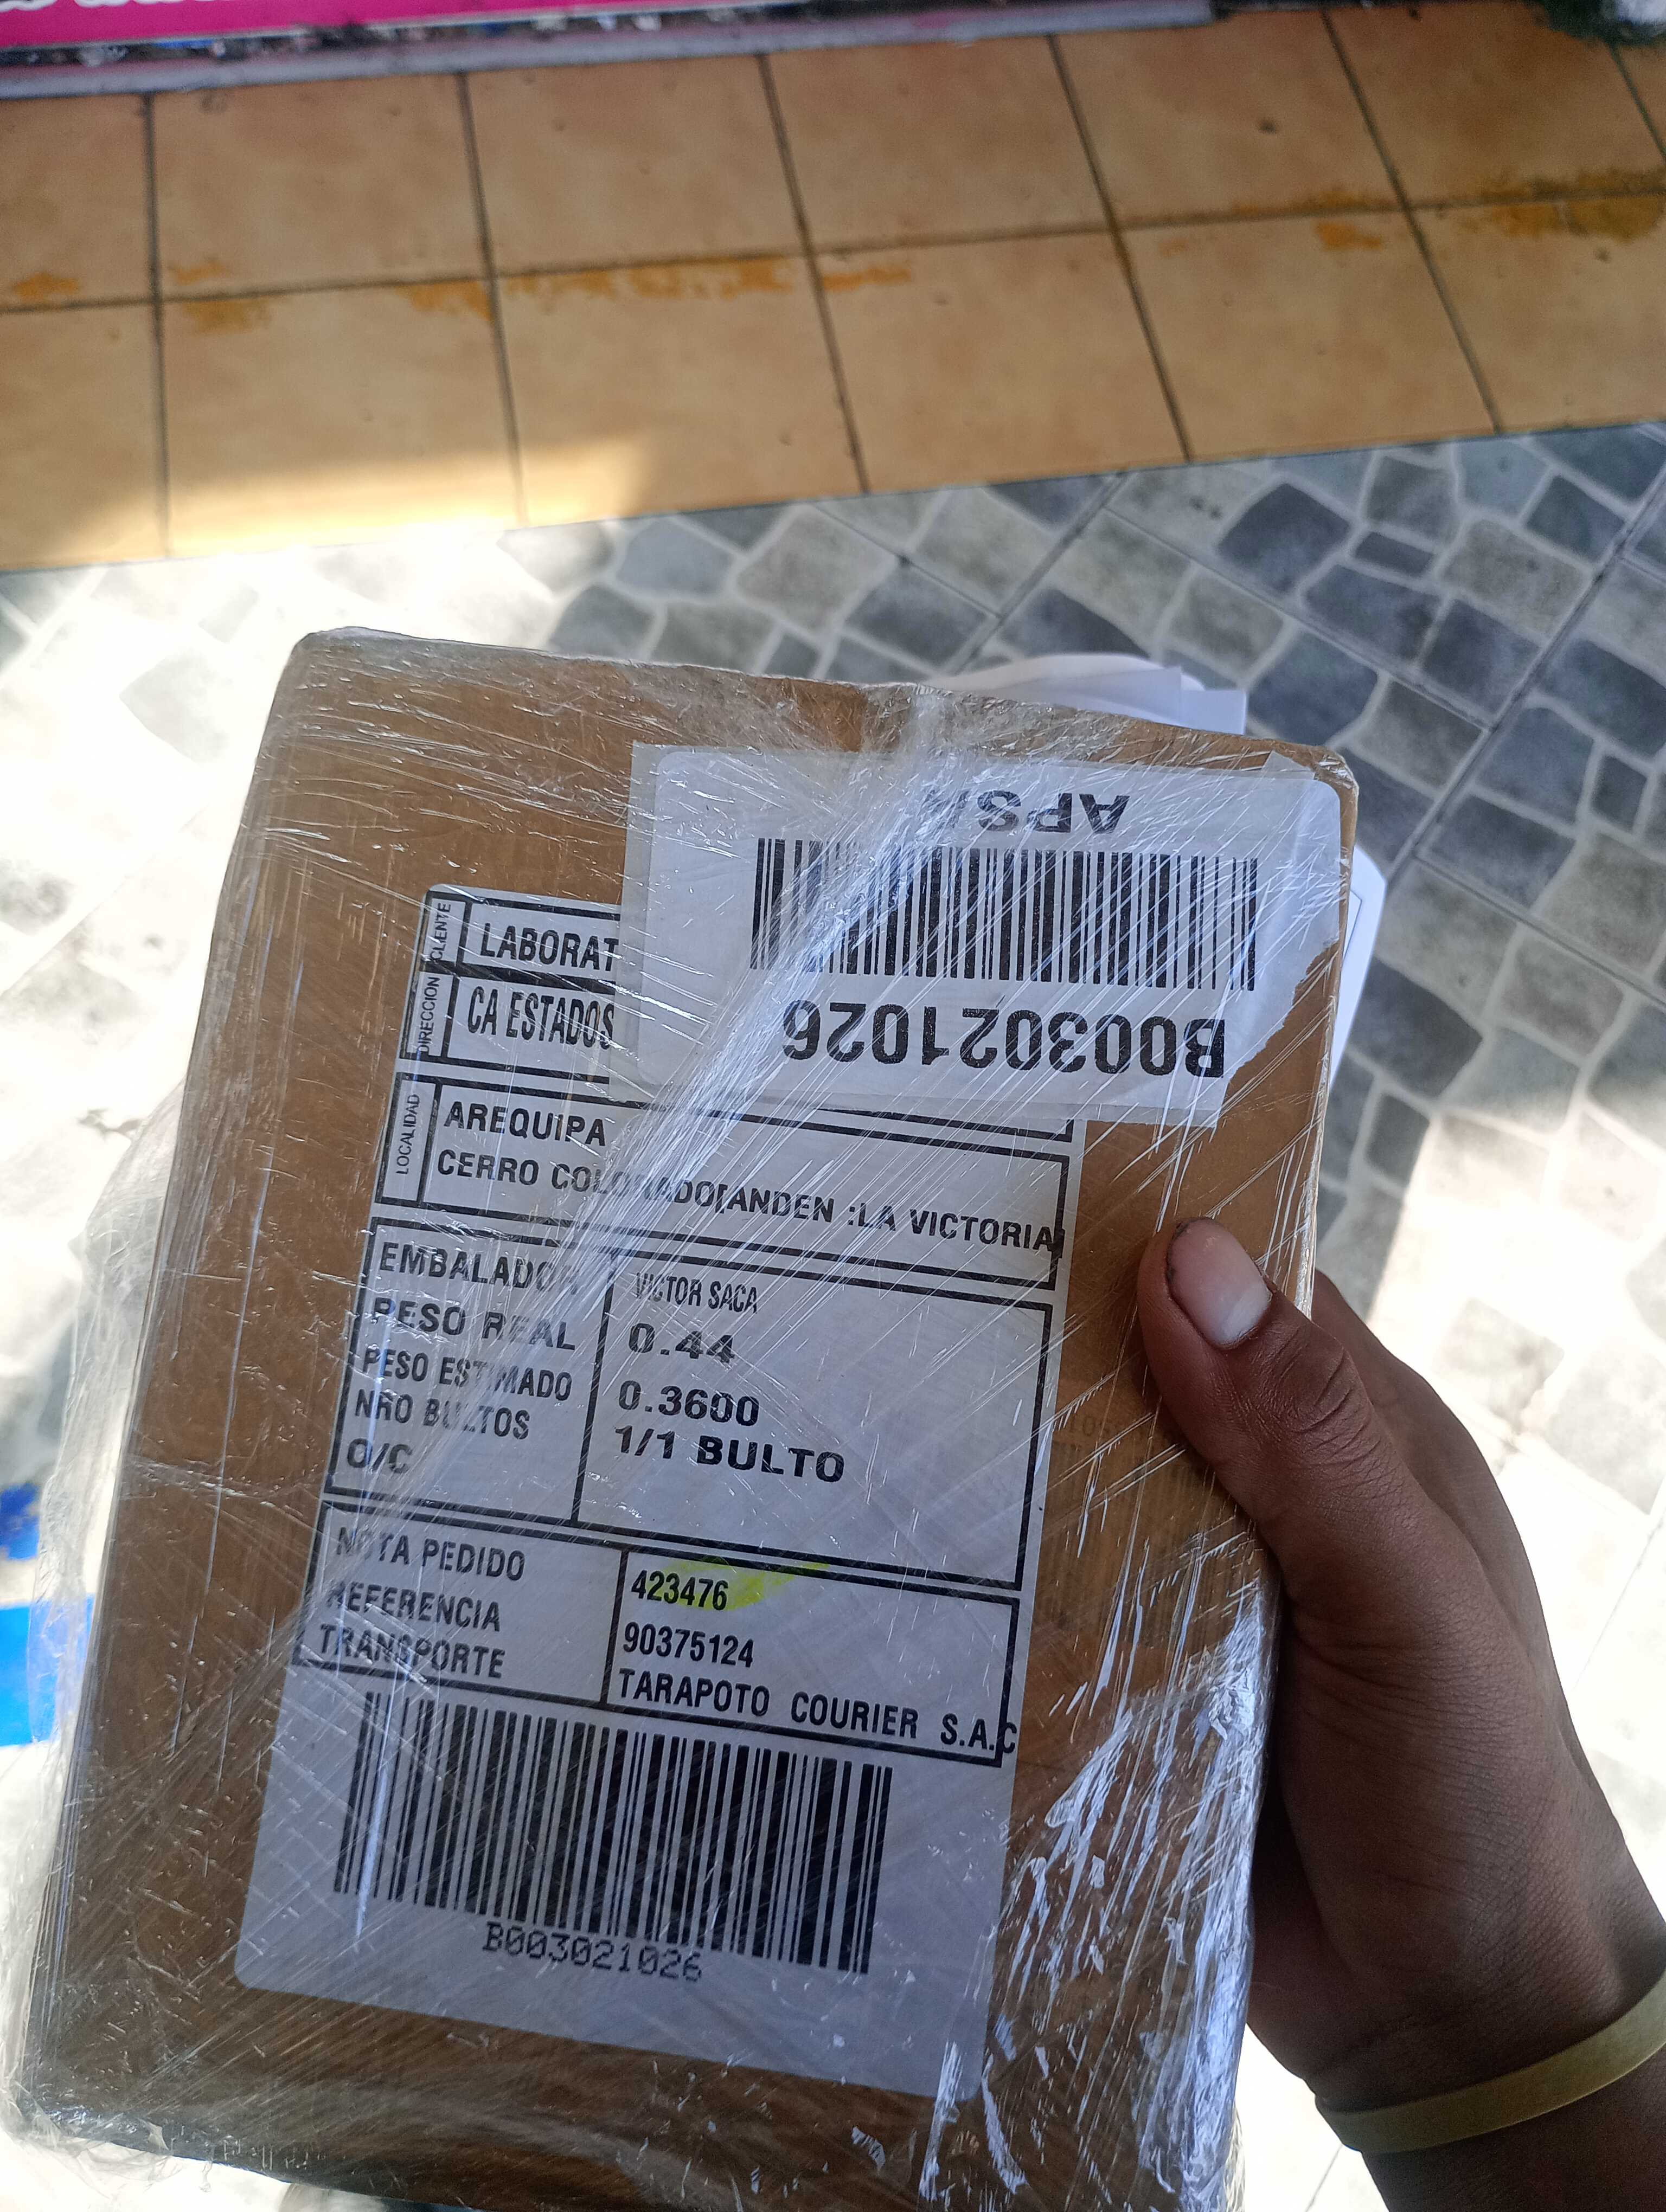 B003021026
CLIENTE
LABORAT
DIRECCION
CA ESTADOS
LOCALIDAD
AREQUIPA
CERRO COLORADO[ANDEN :LA VICTORIA]
EMBALADOR VICTOR SACA
PESO REAL 0.44
PESO ESTIMADO 0.3600
NRO BULTOS 1/1 BULTO
O/C
NOTA PEDIDO 423476
REFERENCIA 90375124
TRANSPORTE TARAPOTO COURIER S.A.C
B003021026